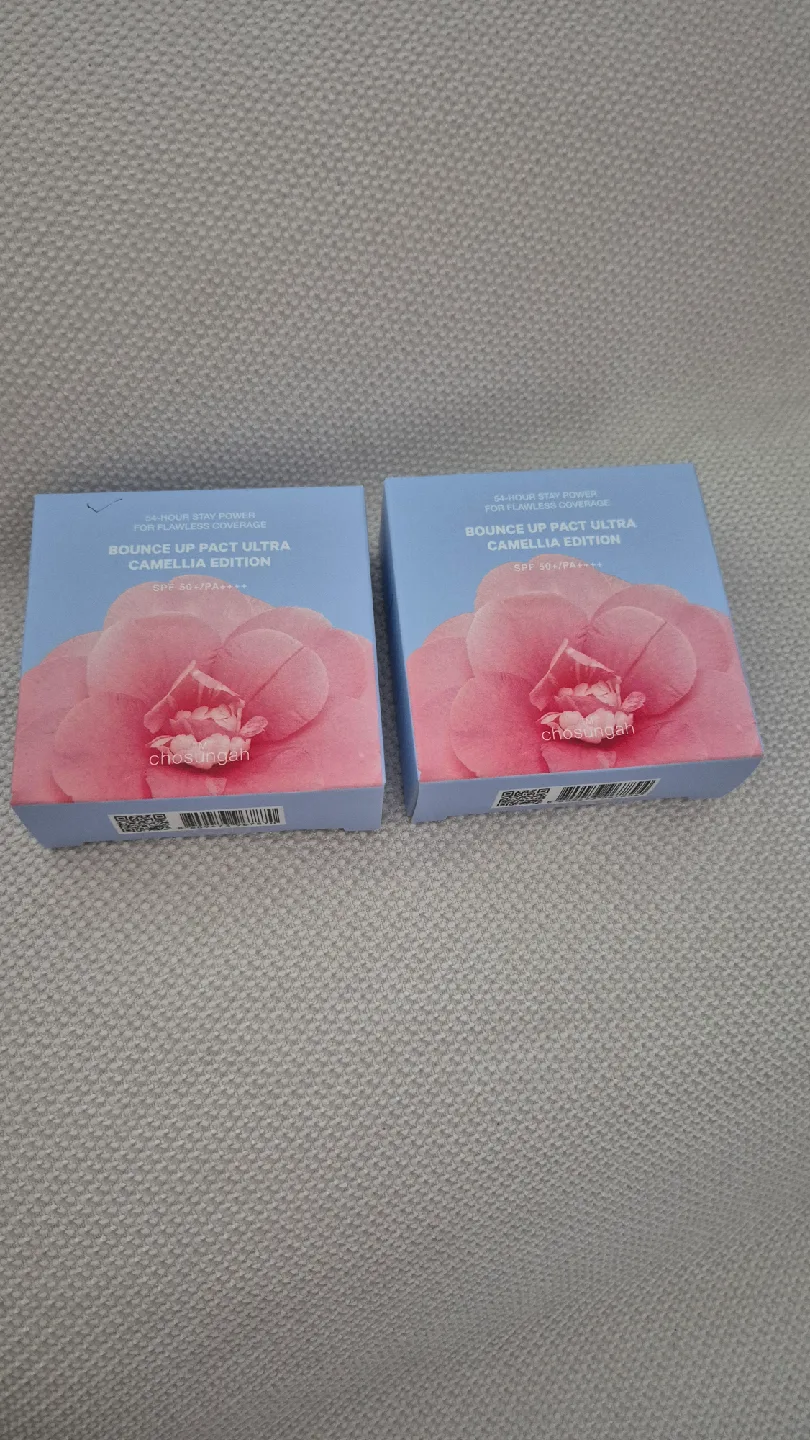 54-HOUR STAY POWER
FOR FLAWLESS COVERAGE
BOUNCE UP PACT ULTRA
CAMELLIA EDITION
SPF 50+/PA++++
chosungah
54-HOUR STAY POWER
FOR FLAWLESS COVERAGE
BOUNCE UP PACT ULTRA
CAMELLIA EDITION
SPF 50+/PA++++
chosungah